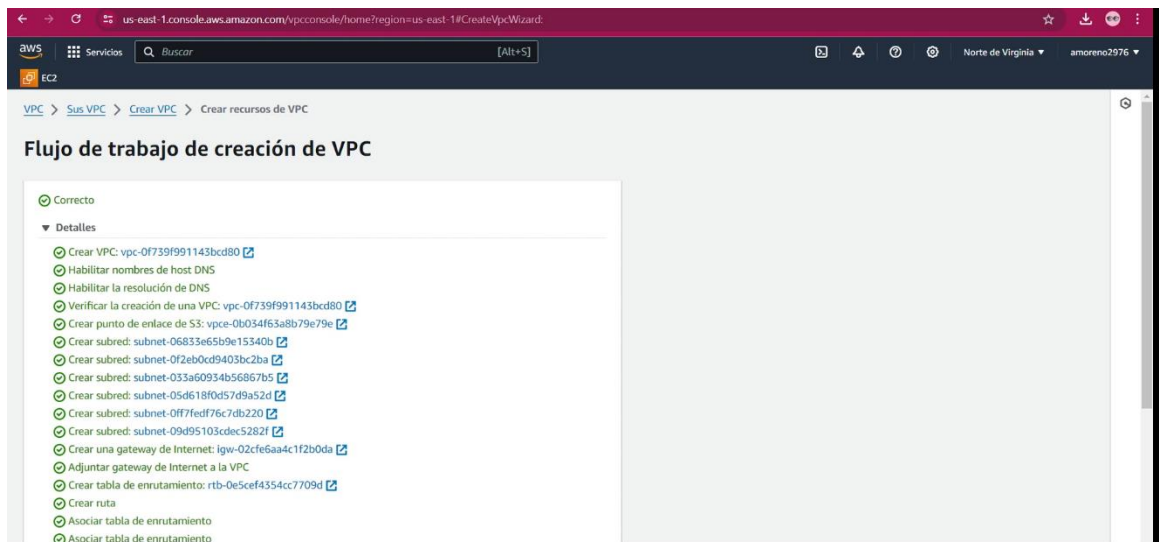 us-east-1.console.aws.amazon.com/vpcconsole/home?region=us-east-1#CreateVpcWizard:
aws Servicios Buscar [Alt+S] Norte de Virginia ▼ amoreno2976 ▼
EC2
VPC > Sus VPC > Crear VPC > Crear recursos de VPC
Flujo de trabajo de creación de VPC
Correcto
▼ Detalles
Crear VPC: vpc-0f739f991143bcd80
Habilitar nombres de host DNS
Habilitar la resolución de DNS
Verificar la creación de una VPC: vpc-0f739f991143bcd80
Crear punto de enlace de S3: vpce-0b034f63a8b79e79e
Crear subred: subnet-06833e65b9e15340b
Crear subred: subnet-0f2eb0cd9403bc2ba
Crear subred: subnet-033a60934b56867b5
Crear subred: subnet-05d618f0d57d9a52d
Crear subred: subnet-0ff7fedf76c7db220
Crear subred: subnet-09d95103cdec5282f
Crear una gateway de Internet: igw-02cfe6aa4c1f2b0da
Adjuntar gateway de Internet a la VPC
Crear tabla de enrutamiento: rtb-0e5cef4354cc7709d
Crear ruta
Asociar tabla de enrutamiento
Asociar tabla de enrutamiento